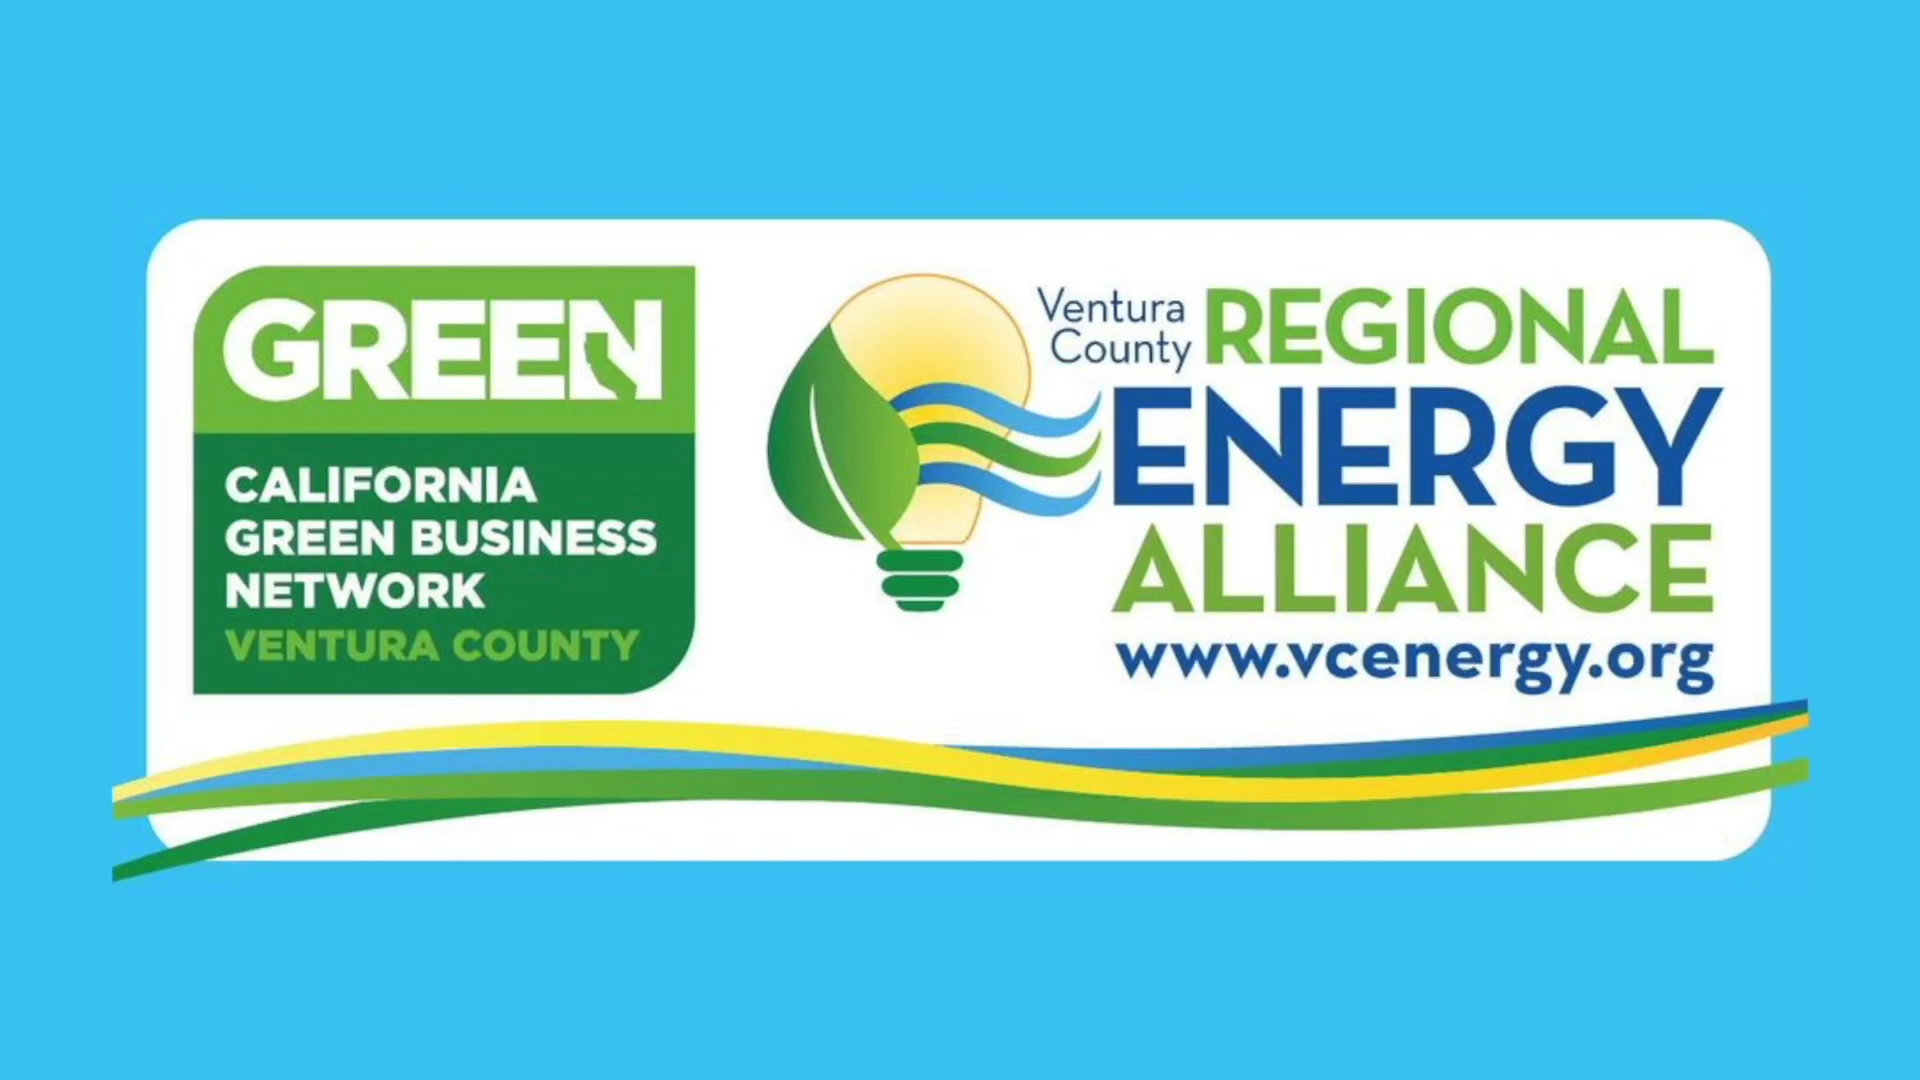 GREEN
CALIFORNIA
GREEN BUSINESS
NETWORK
VENTURA COUNTY
Ventura
County
REGIONAL
ENERGY
ALLIANCE
www.vcenergy.org